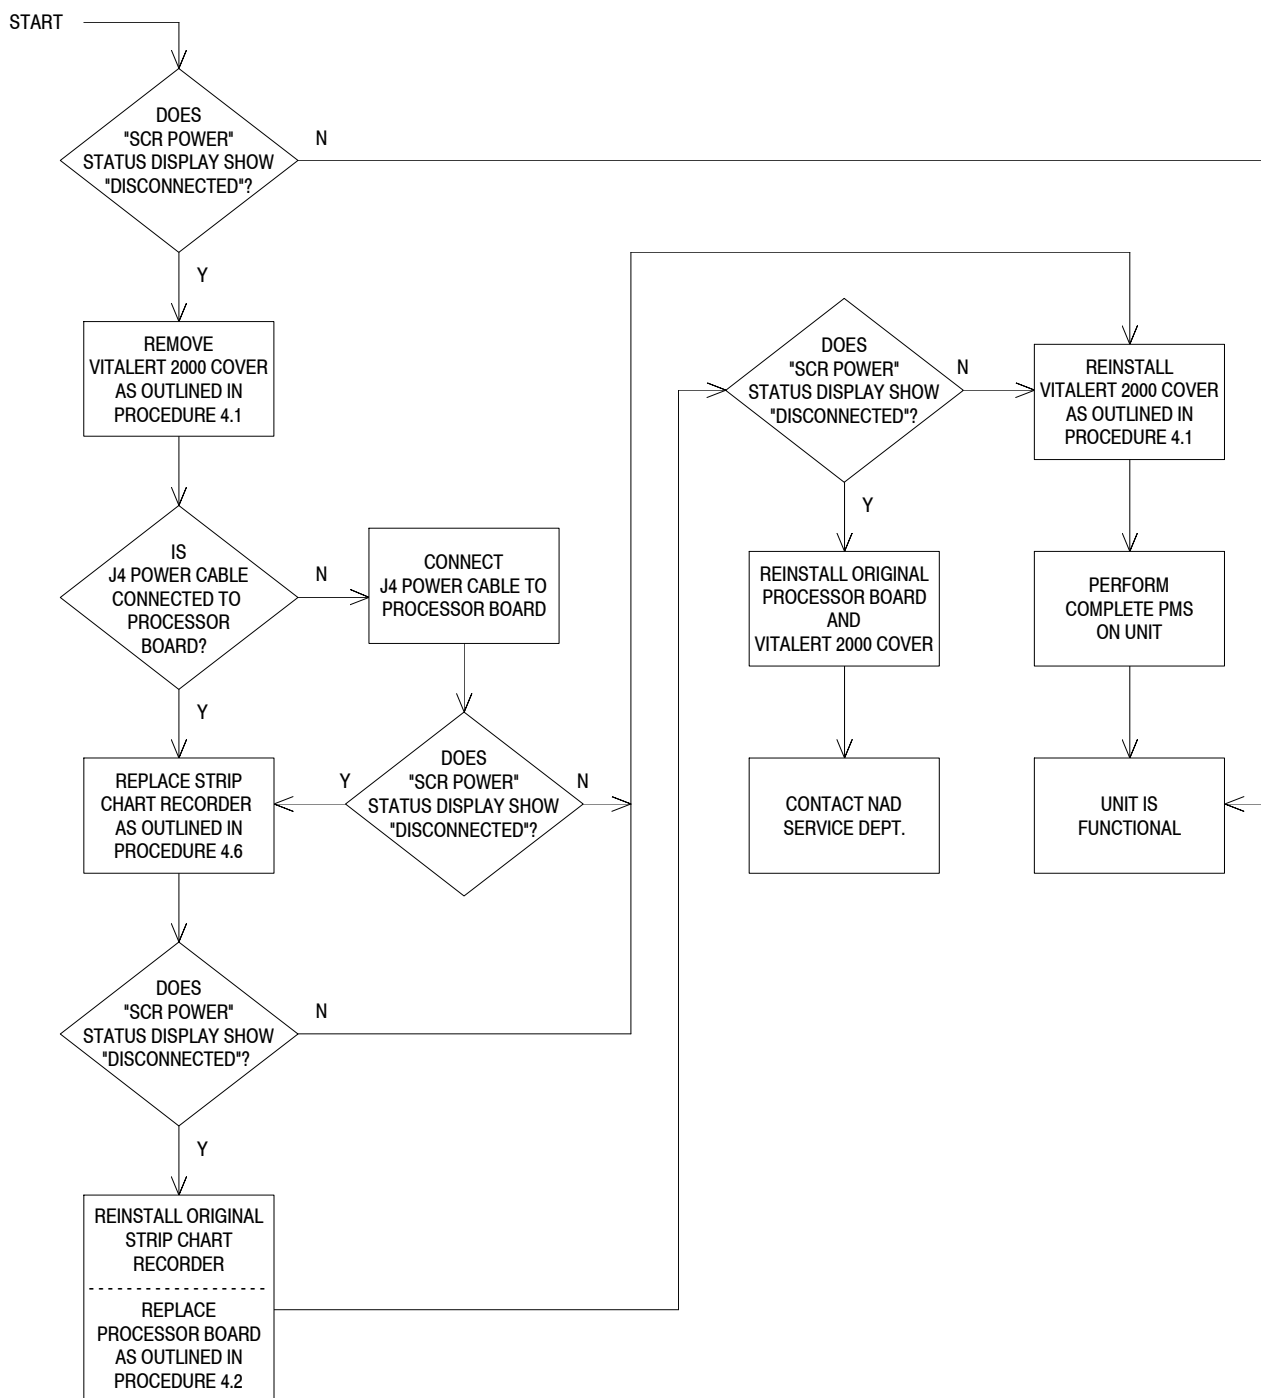 START
DOES
"SCR POWER"
STATUS DISPLAY SHOW
"DISCONNECTED"?
N
Y
REMOVE
VITALERT 2000 COVER
AS OUTLINED IN
PROCEDURE 4.1
IS
J4 POWER CABLE
CONNECTED TO
PROCESSOR
BOARD?
N
Y
CONNECT
J4 POWER CABLE TO
PROCESSOR BOARD
DOES
"SCR POWER"
STATUS DISPLAY SHOW
"DISCONNECTED"?
Y
N
REPLACE STRIP
CHART RECORDER
AS OUTLINED IN
PROCEDURE 4.6
DOES
"SCR POWER"
STATUS DISPLAY SHOW
"DISCONNECTED"?
N
Y
REINSTALL ORIGINAL
STRIP CHART
RECORDER
REPLACE
PROCESSOR BOARD
AS OUTLINED IN
PROCEDURE 4.2
DOES
"SCR POWER"
STATUS DISPLAY SHOW
"DISCONNECTED"?
N
Y
REINSTALL ORIGINAL
PROCESSOR BOARD
AND
VITALERT 2000 COVER
CONTACT NAD
SERVICE DEPT.
REINSTALL
VITALERT 2000 COVER
AS OUTLINED IN
PROCEDURE 4.1
PERFORM
COMPLETE PMS
ON UNIT
UNIT IS
FUNCTIONAL